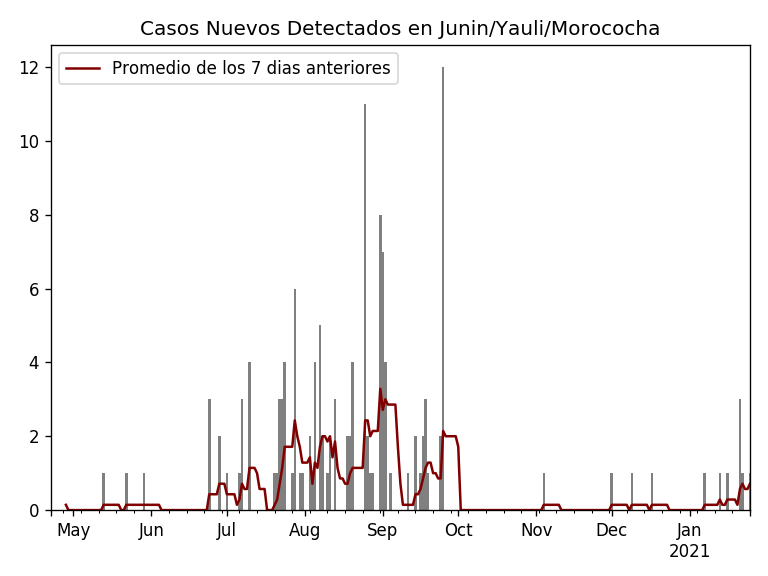 Casos Nuevos Detectados en Junin/Yauli/Morococha
Promedio de los 7 dias anteriores
12
10
8
6
4
2
0
May Jun Jul Aug Sep Oct Nov Dec Jan
2021